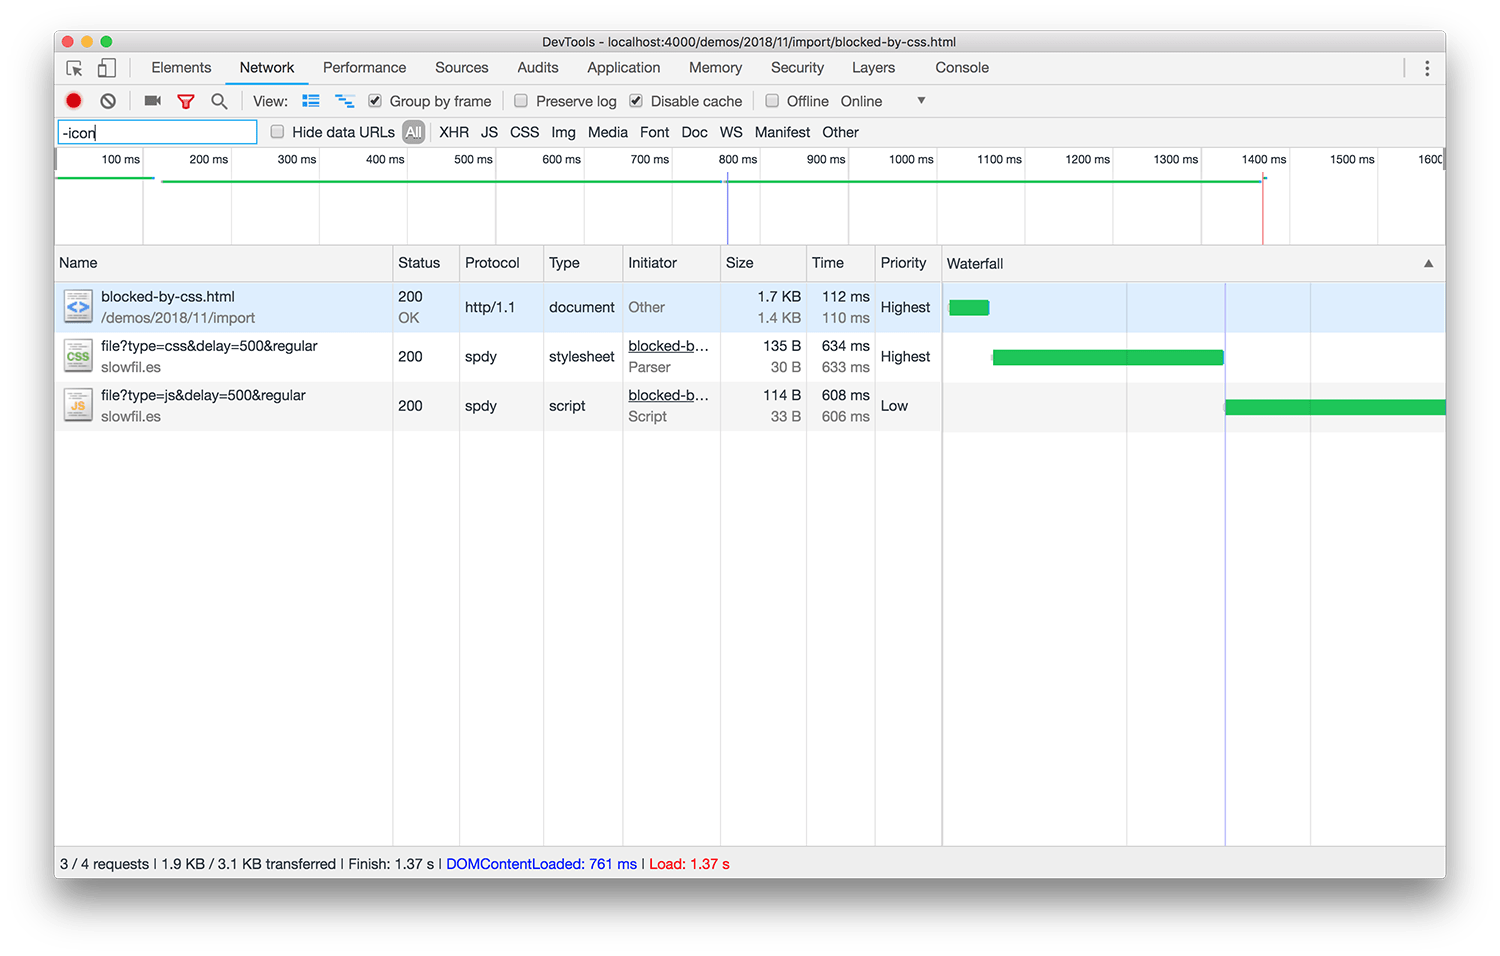 DevTools - localhost:4000/demos/2018/11/import/blocked-by-css.html
Elements Network Performance Sources Audits Application Memory Security Layers Console
View: Group by frame Preserve log Disable cache Offline Online
-icon Hide data URLs All XHR JS CSS Img Media Font Doc WS Manifest Other
100 ms 200 ms 300 ms 400 ms 500 ms 600 ms 700 ms 800 ms 900 ms 1000 ms 1100 ms 1200 ms 1300 ms 1400 ms 1500 ms 1600
Name Status Protocol Type Initiator Size Time Priority Waterfall
blocked-by-css.html 200 http/1.1 document Other 1.7 KB 112 ms Highest
/demos/2018/11/import OK 1.4 KB 110 ms
CSS file?type=css&delay=500&regular 200 spdy stylesheet blocked-b... 135 B 634 ms Highest
slowfil.es Parser 30 B 633 ms
JS file?type=js&delay=500&regular 200 spdy script blocked-b... 114 B 608 ms Low
slowfil.es Script 33 B 606 ms
3 / 4 requests | 1.9 KB / 3.1 KB transferred | Finish: 1.37 s | DOMContentLoaded: 761 ms | Load: 1.37 s